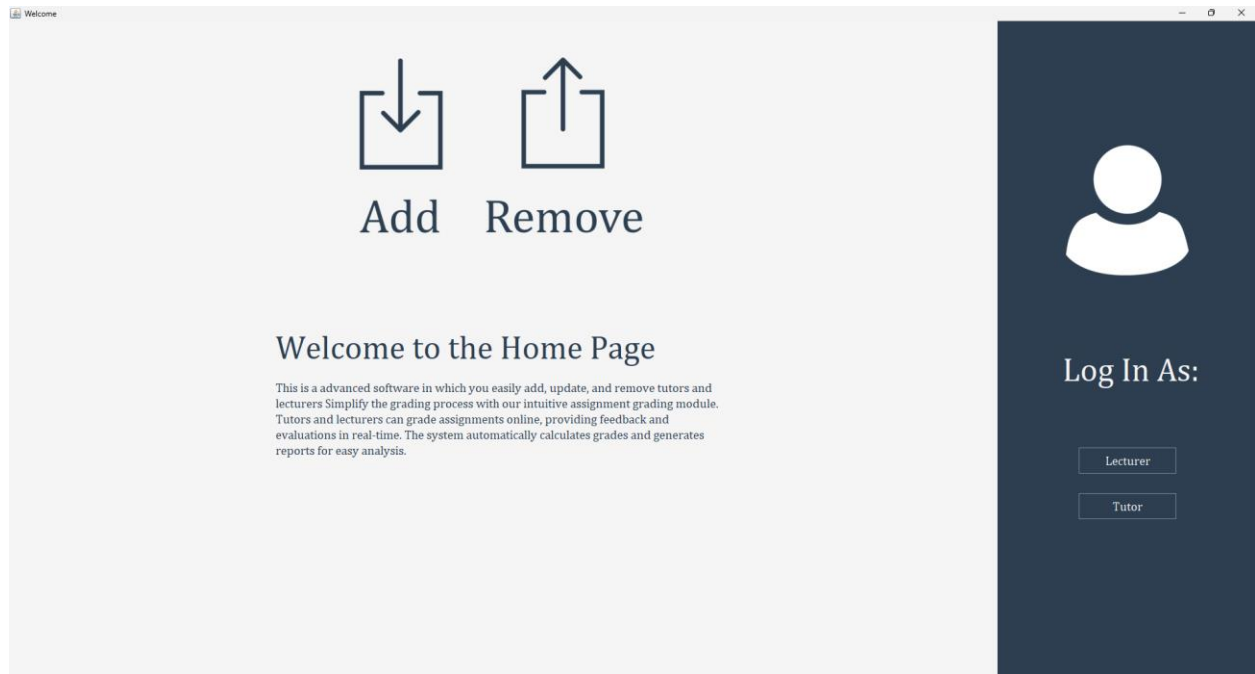 Welcome
Add Remove
Welcome to the Home Page
This is a advanced software in which you easily add, update, and remove tutors and
lecturers Simplify the grading process with our intuitive assignment grading module.
Tutors and lecturers can grade assignments online, providing feedback and
evaluations in real-time. The system automatically calculates grades and generates
reports for easy analysis.
Log In As:
Lecturer
Tutor